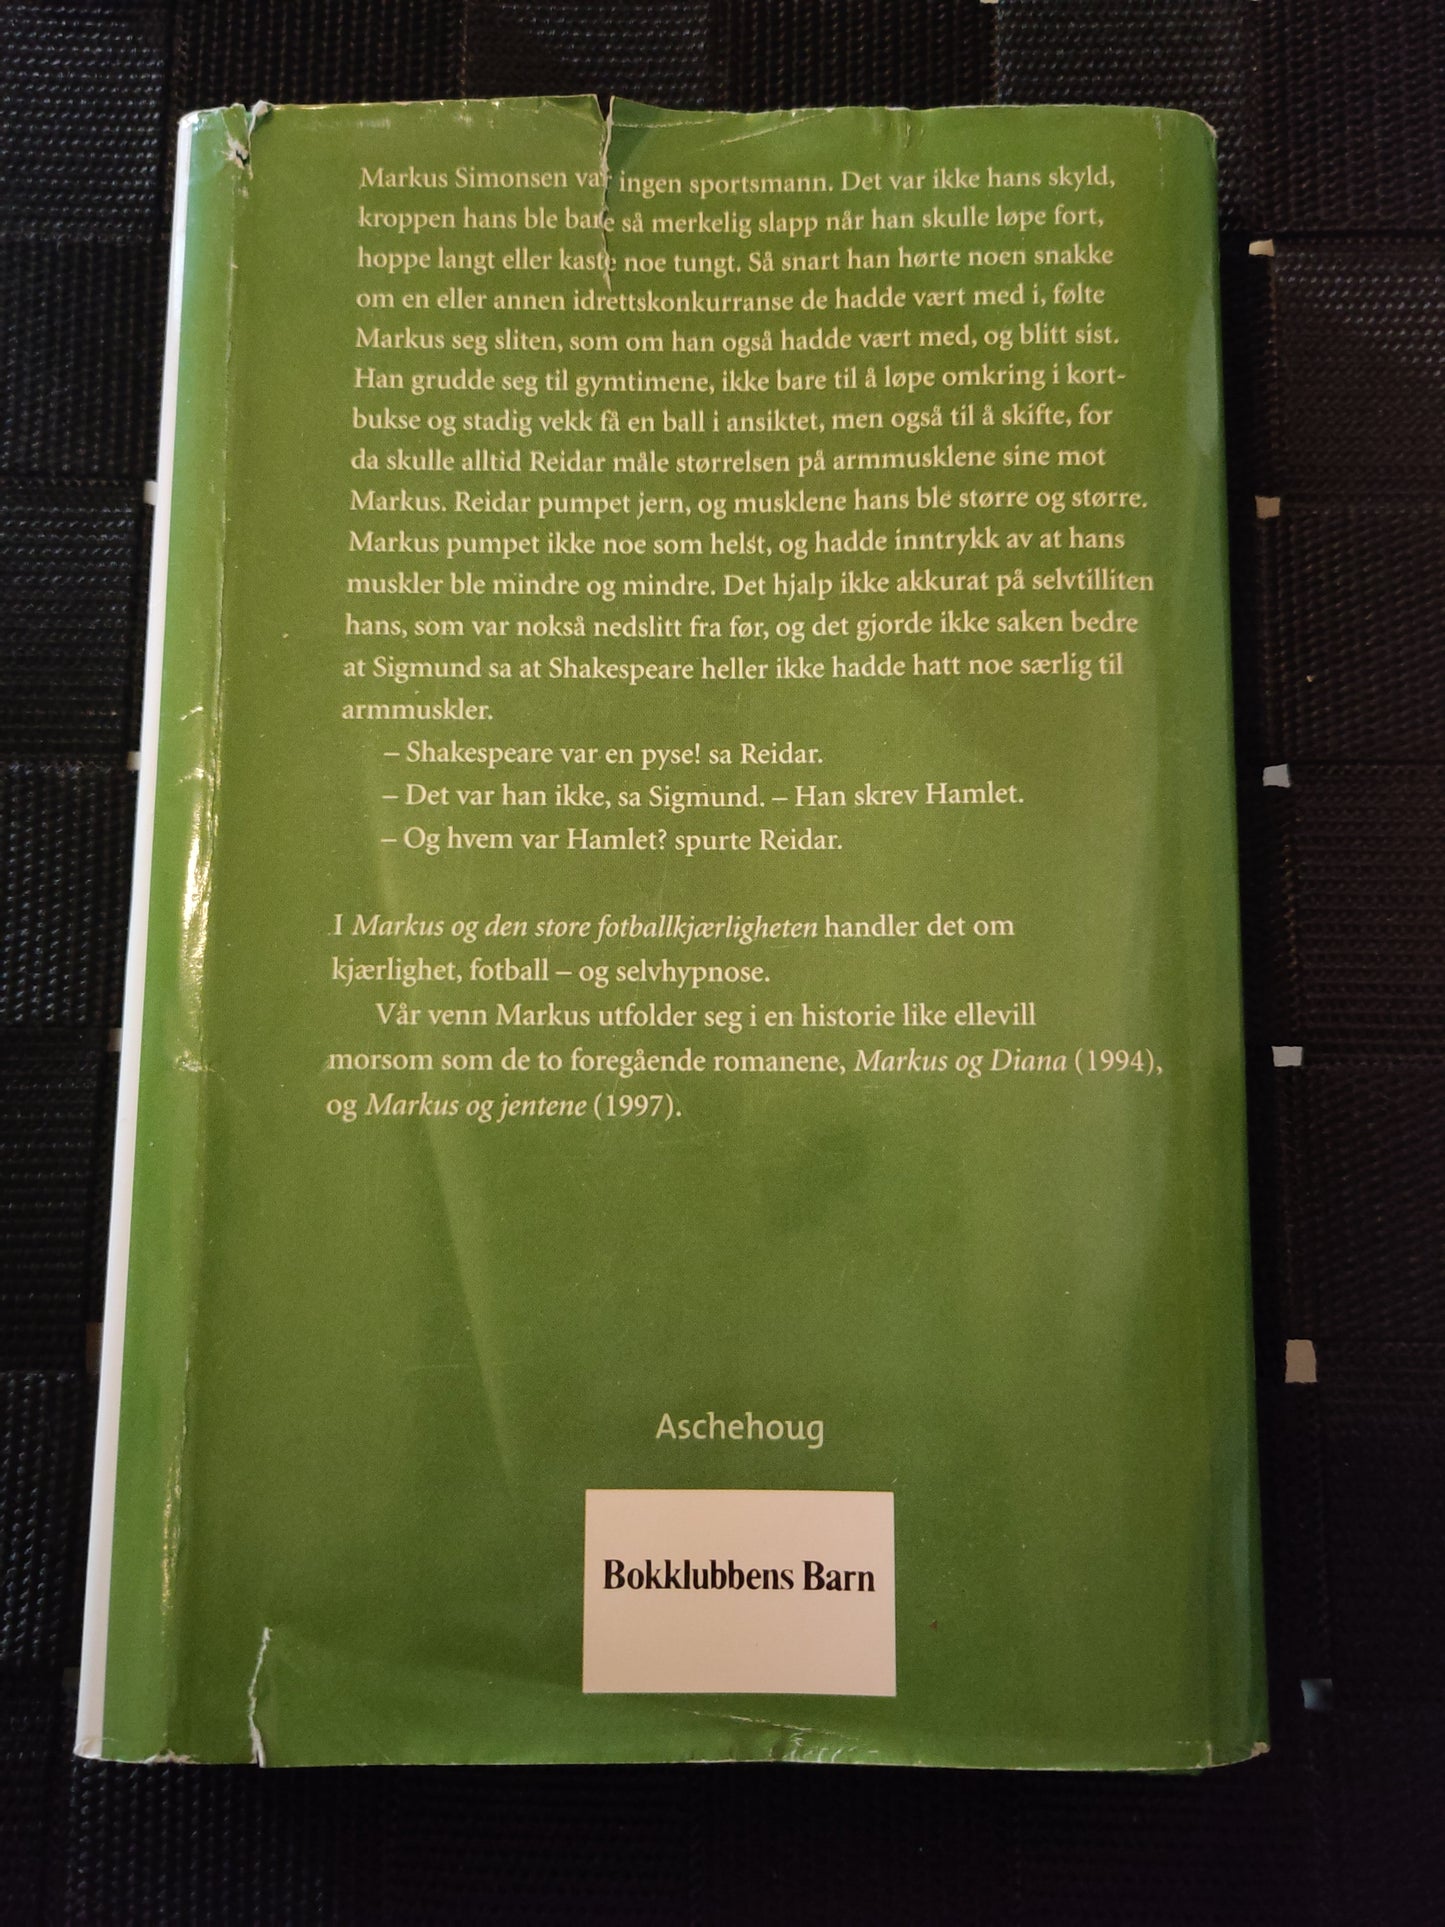 Markus Simonsen var ingen sportsmann. Det var ikke hans skyld,
kroppen hans ble bare så merkelig slapp når han skulle løpe fort,
hoppe langt eller kaste noe tungt. Så snart han hørte noen snakke
om en eller annen idrettskonkurranse de hadde vært med i, følte
Markus seg sliten, som om han også hadde vært med, og blitt sist.
Han grudde seg til gymtimene, ikke bare til å løpe omkring i kort-
bukse og stadig vekk få en ball i ansiktet, men også til å skifte, for
da skulle alltid Reidar måle størrelsen på armmusklene sine mot
Markus. Reidar pumpet jern, og musklene hans ble større og større.
Markus pumpet ikke noe som helst, og hadde inntrykk av at hans
muskler ble mindre og mindre. Det hjalp ikke akkurat på selvtilliten
hans, som var nokså nedslitt fra før, og det gjorde ikke saken bedre
at Sigmund sa at Shakespeare heller ikke hadde hatt noe særlig til
armmuskler.
– Shakespeare var en pyse! sa Reidar.
– Det var han ikke, sa Sigmund. – Han skrev Hamlet.
– Og hvem var Hamlet? spurte Reidar.
I Markus og den store fotballkjærligheten handler det om
kjærlighet, fotball – og selvhypnose.
Vår venn Markus utfolder seg i en historie like ellevill
morsom som de to foregående romanene, Markus og Diana (1994),
og Markus og jentene (1997).
Aschehoug
Bokklubbens Barn